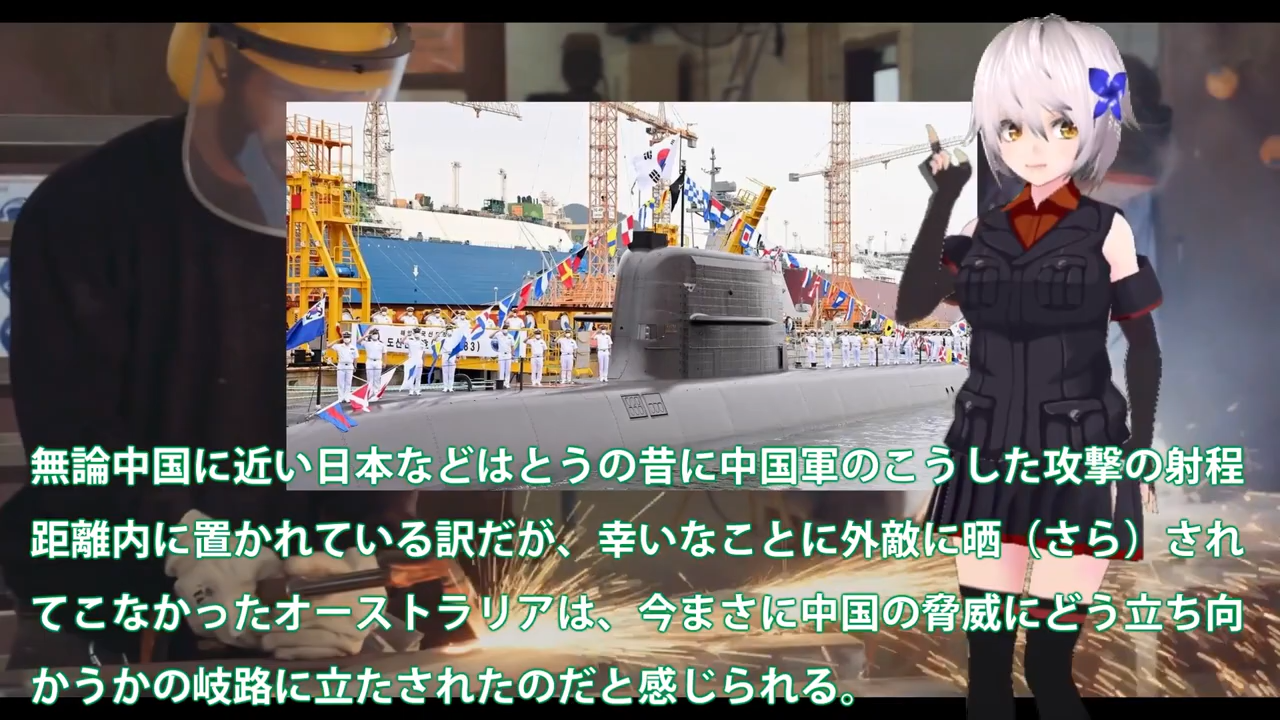 도산
83)
無論中国に近い日本などはとうの昔に中国軍のこうした攻撃の射程
距離内に置かれている訳だが、幸いなことに外敵に晒（さら）され
てこなかったオーストラリアは、今まさに中国の脅威にどう立ち向
かうかの岐路に立たされたのだと感じられる。